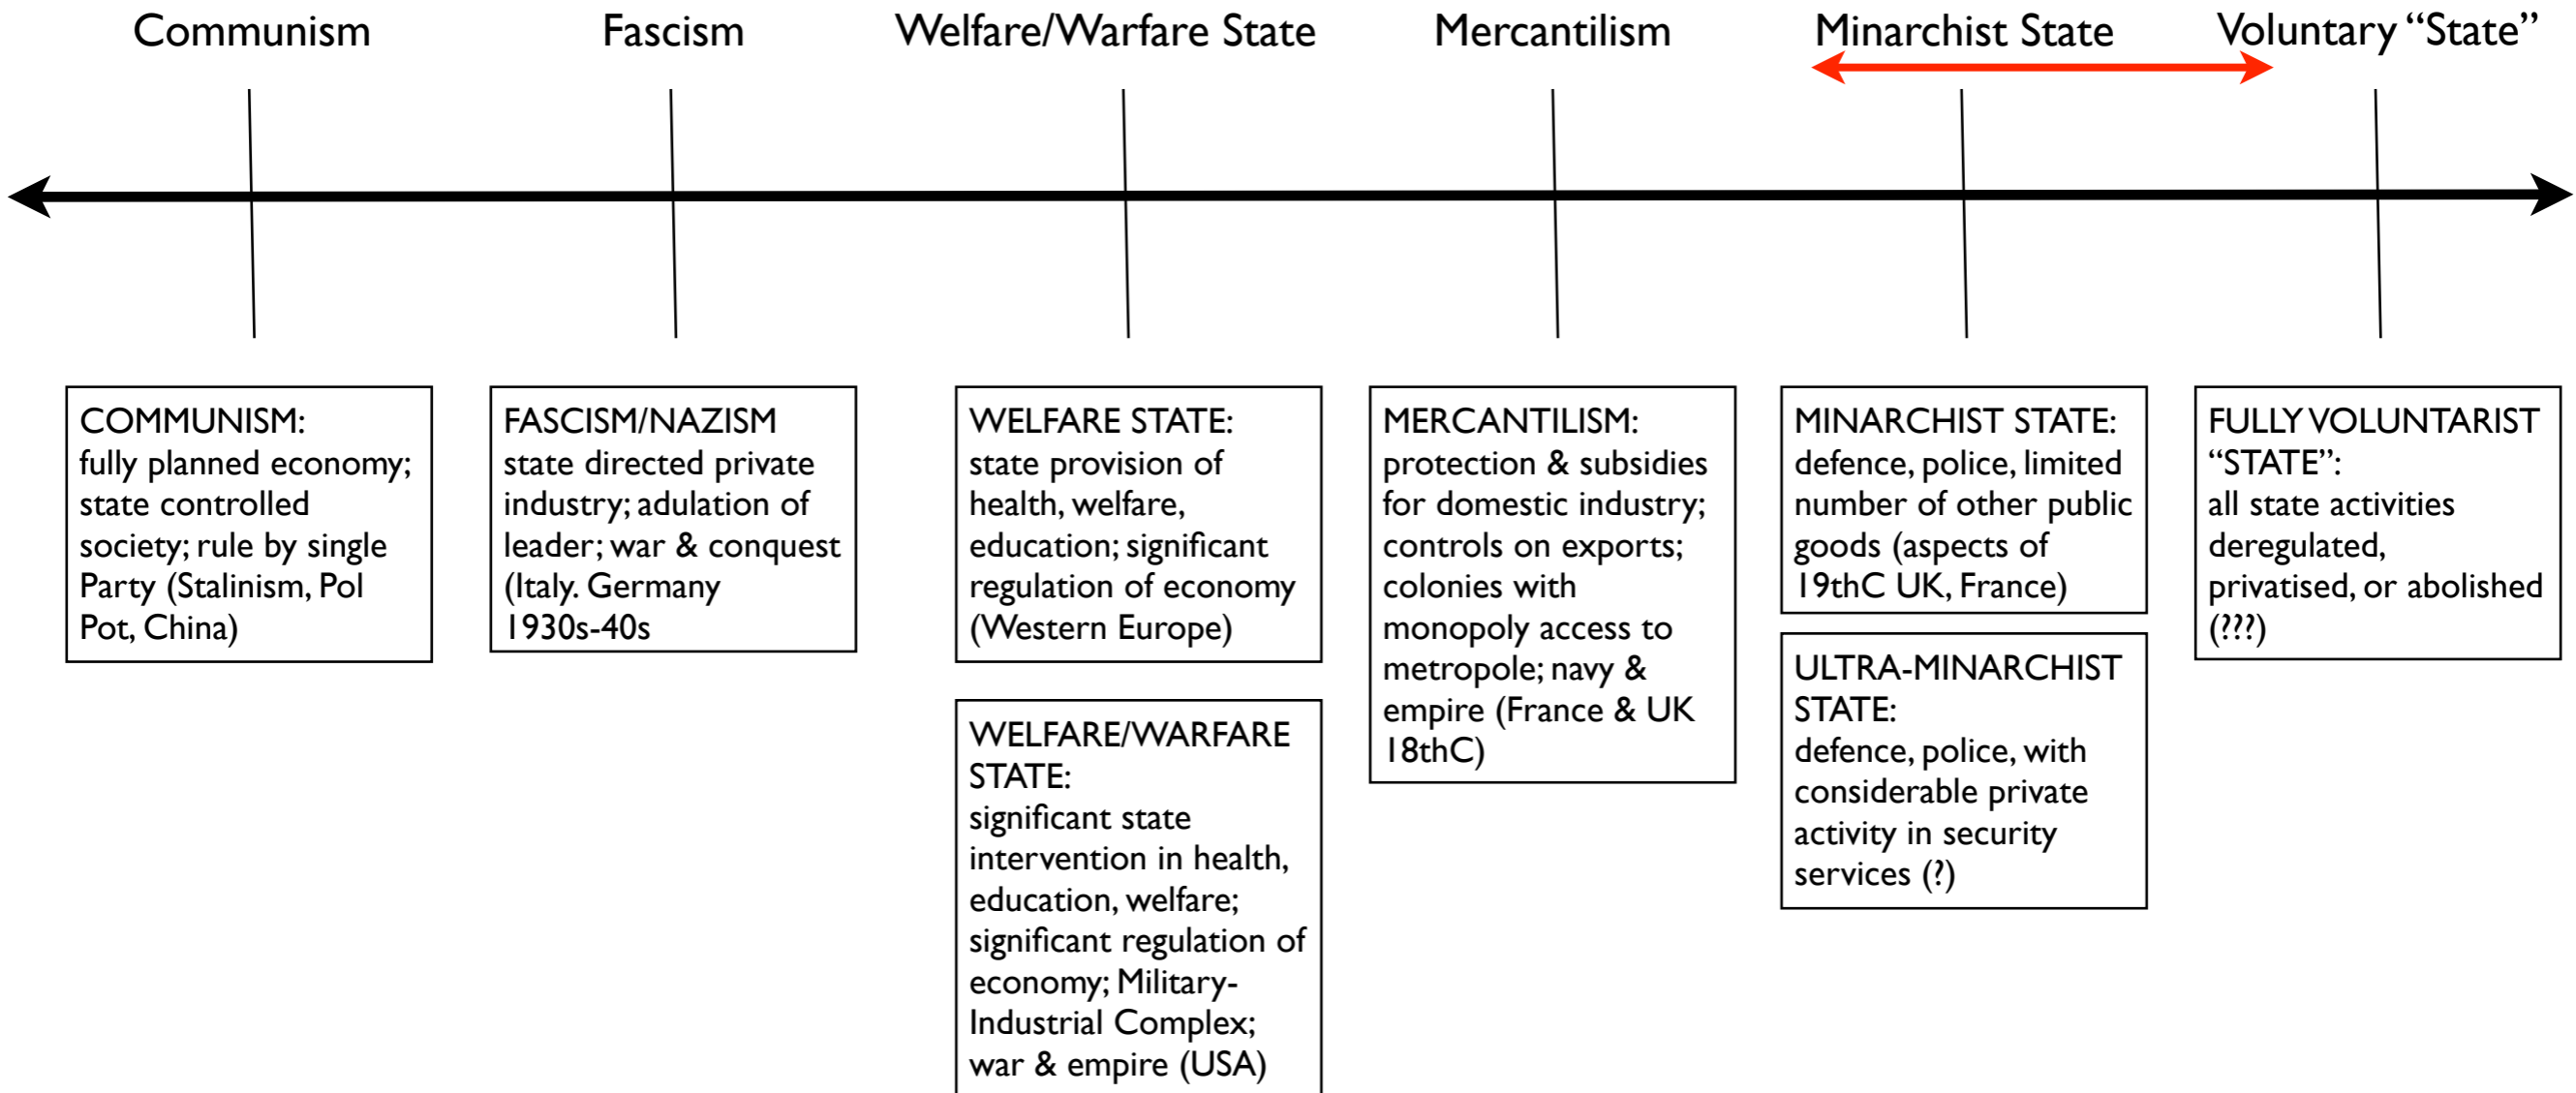 Communism
Fascism
Welfare/Warfare State
Mercantilism
Minarchist State
Voluntary “State”
COMMUNISM:
fully planned economy;
state controlled
society; rule by single
Party (Stalinism, Pol
Pot, China)
FASCISM/NAZISM
state directed private
industry; adulation of
leader; war & conquest
(Italy. Germany
1930s-40s
WELFARE STATE:
state provision of
health, welfare,
education; significant
regulation of economy
(Western Europe)
WELFARE/WARFARE
STATE:
significant state
intervention in health,
education, welfare;
significant regulation of
economy; Military-
Industrial Complex;
war & empire (USA)
MERCANTILISM:
protection & subsidies
for domestic industry;
controls on exports;
colonies with
monopoly access to
metropole; navy &
empire (France & UK
18thC)
MINARCHIST STATE:
defence, police, limited
number of other public
goods (aspects of
19thC UK, France)
ULTRA-MINARCHIST
STATE:
defence, police, with
considerable private
activity in security
services (?)
FULLY VOLUNTARIST
“STATE”:
all state activities
deregulated,
privatised, or abolished
(???)